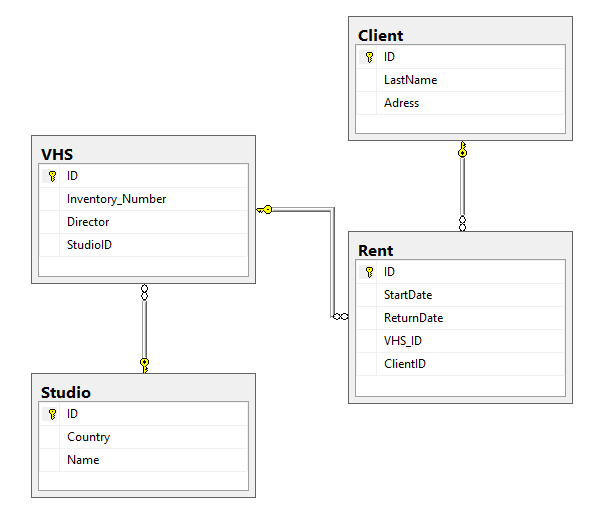 Client
ID
LastName
Adress
VHS
ID
Inventory_Number
Director
StudioID
Rent
ID
StartDate
ReturnDate
VHS_ID
ClientID
Studio
ID
Country
Name